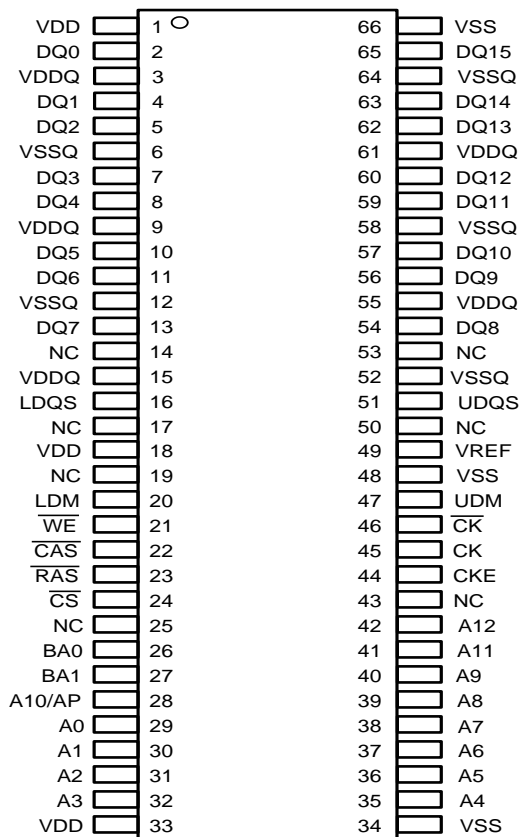 VDD 1 66 VSS
DQ0 2 65 DQ15
VDDQ 3 64 VSSQ
DQ1 4 63 DQ14
DQ2 5 62 DQ13
VSSQ 6 61 VDDQ
DQ3 7 60 DQ12
DQ4 8 59 DQ11
VDDQ 9 58 VSSQ
DQ5 10 57 DQ10
DQ6 11 56 DQ9
VSSQ 12 55 VDDQ
DQ7 13 54 DQ8
NC 14 53 NC
VDDQ 15 52 VSSQ
LDQS 16 51 UDQS
NC 17 50 NC
VDD 18 49 VREF
NC 19 48 VSS
LDM 20 47 UDM
W̅E̅ 21 46 C̅K̅
C̅A̅S̅ 22 45 CK
R̅A̅S̅ 23 44 CKE
C̅S̅ 24 43 NC
NC 25 42 A12
BA0 26 41 A11
BA1 27 40 A9
A10/AP 28 39 A8
A0 29 38 A7
A1 30 37 A6
A2 31 36 A5
A3 32 35 A4
VDD 33 34 VSS